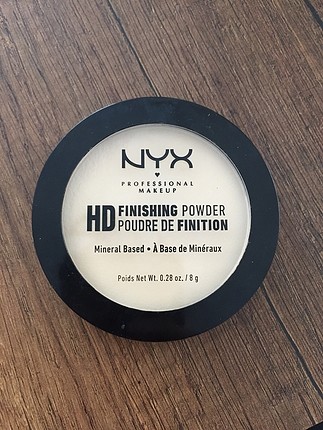 NYX
PROFESSIONAL
MAKEUP
HD FINISHING POWDER
POUDRE DE FINITION
Mineral Based • À Base de Minéraux
Poids Net Wt. 0.28 oz. / 8 g